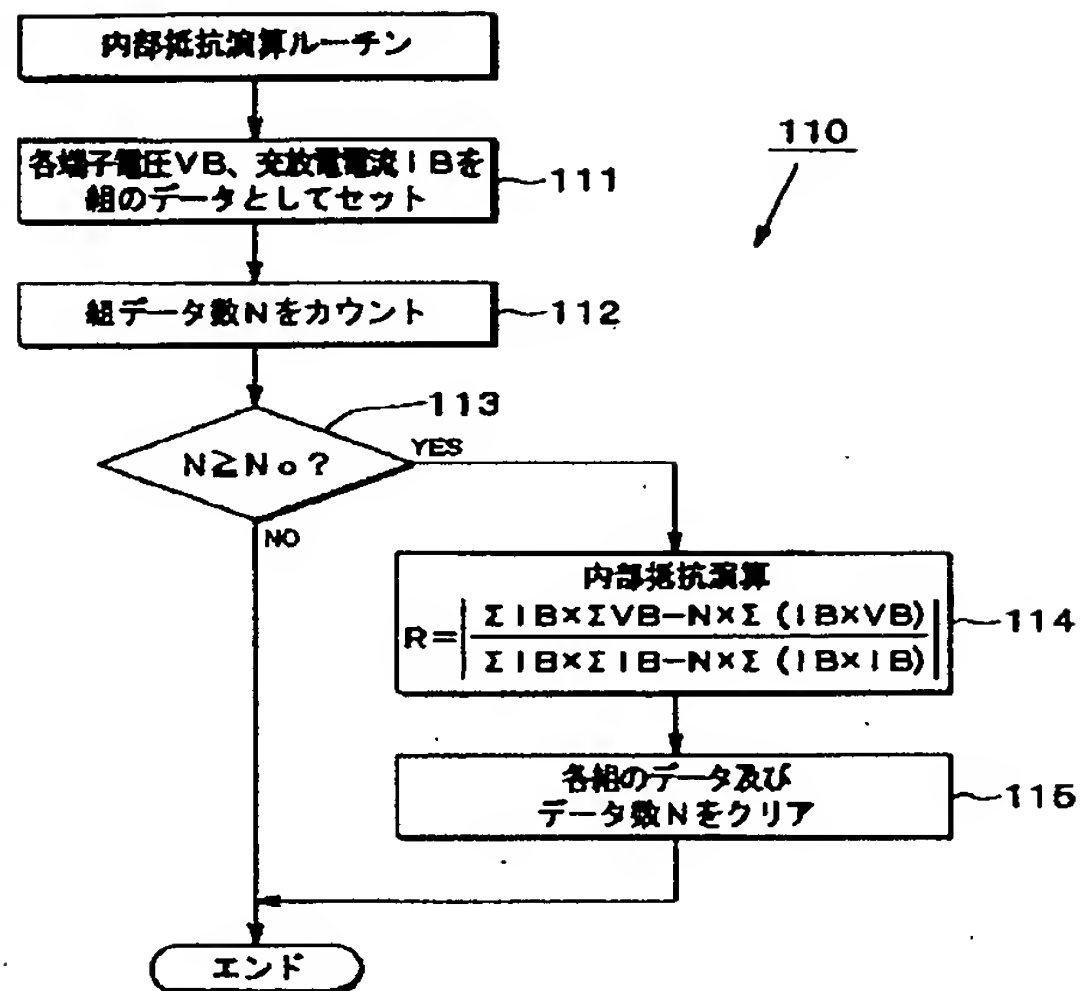 内部抵抗演算ルーチン
110
各端子電圧VB、充放電電流IBを
組のデータとしてセット
111
組データ数Nをカウント
112
113
N≧No?
YES
NO
内部抵抗演算
R=|ΣIB×ΣVB-N×Σ(IB×VB)
ΣIB×ΣIB-N×Σ(IB×IB)|
114
各組のデータ及び
データ数Nをクリア
115
エンド